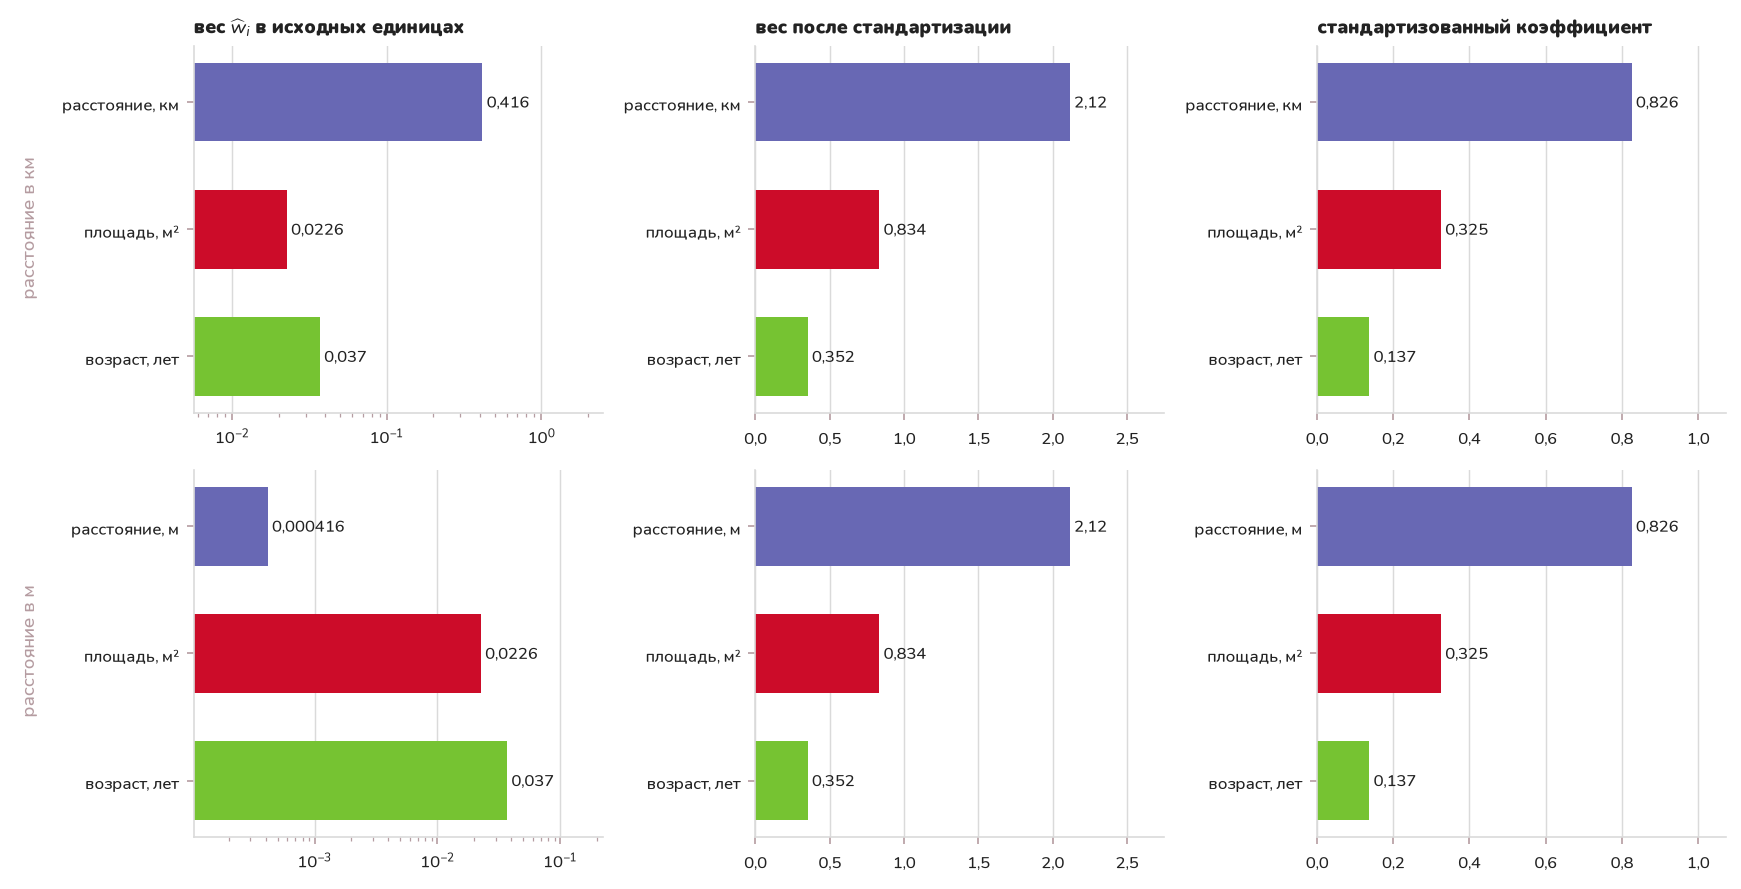 вес ŵᵢ в исходных единицах
вес после стандартизации
стандартизованный коэффициент
расстояние в км
расстояние, км
0,416
площадь, м²
0,0226
возраст, лет
0,037
10⁻² 10⁻¹ 10⁰
расстояние, км
2,12
площадь, м²
0,834
возраст, лет
0,352
0,0 0,5 1,0 1,5 2,0 2,5
расстояние, км
0,826
площадь, м²
0,325
возраст, лет
0,137
0,0 0,2 0,4 0,6 0,8 1,0
расстояние в м
расстояние, м
0,000416
площадь, м²
0,0226
возраст, лет
0,037
10⁻³ 10⁻² 10⁻¹
расстояние, м
2,12
площадь, м²
0,834
возраст, лет
0,352
0,0 0,5 1,0 1,5 2,0 2,5
расстояние, м
0,826
площадь, м²
0,325
возраст, лет
0,137
0,0 0,2 0,4 0,6 0,8 1,0